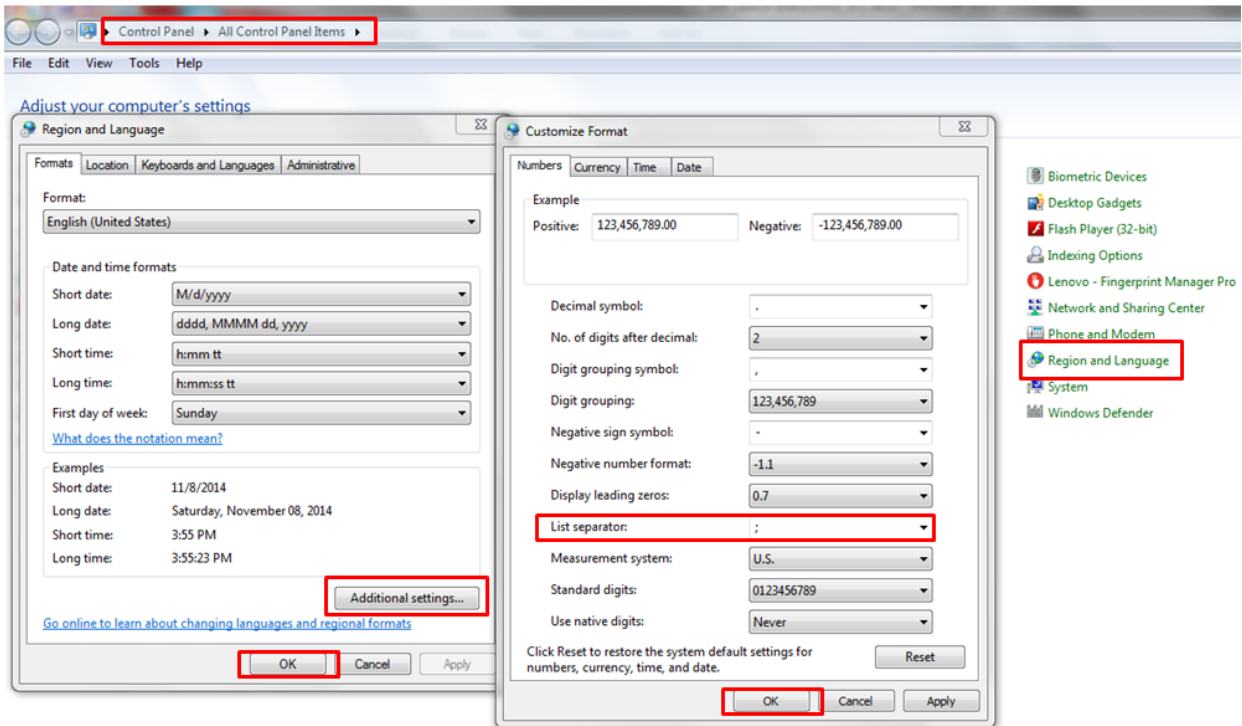 Control Panel ▸ All Control Panel Items ▸
File Edit View Tools Help
Adjust your computer's settings
Region and Language
Formats Location Keyboards and Languages Administrative
Format:
English (United States)
Date and time formats
Short date: M/d/yyyy
Long date: dddd, MMMM dd, yyyy
Short time: h:mm tt
Long time: h:mm:ss tt
First day of week: Sunday
What does the notation mean?
Examples
Short date: 11/8/2014
Long date: Saturday, November 08, 2014
Short time: 3:55 PM
Long time: 3:55:23 PM
Additional settings...
Go online to learn about changing languages and regional formats
OK Cancel Apply
Customize Format
Numbers Currency Time Date
Example
Positive: 123,456,789.00 Negative: -123,456,789.00
Decimal symbol: .
No. of digits after decimal: 2
Digit grouping symbol: ,
Digit grouping: 123,456,789
Negative sign symbol: -
Negative number format: -1.1
Display leading zeros: 0.7
List separator: ;
Measurement system: U.S.
Standard digits: 0123456789
Use native digits: Never
Click Reset to restore the system default settings for
numbers, currency, time, and date.
Reset
OK Cancel Apply
Biometric Devices
Desktop Gadgets
Flash Player (32-bit)
Indexing Options
Lenovo - Fingerprint Manager Pro
Network and Sharing Center
Phone and Modem
Region and Language
System
Windows Defender